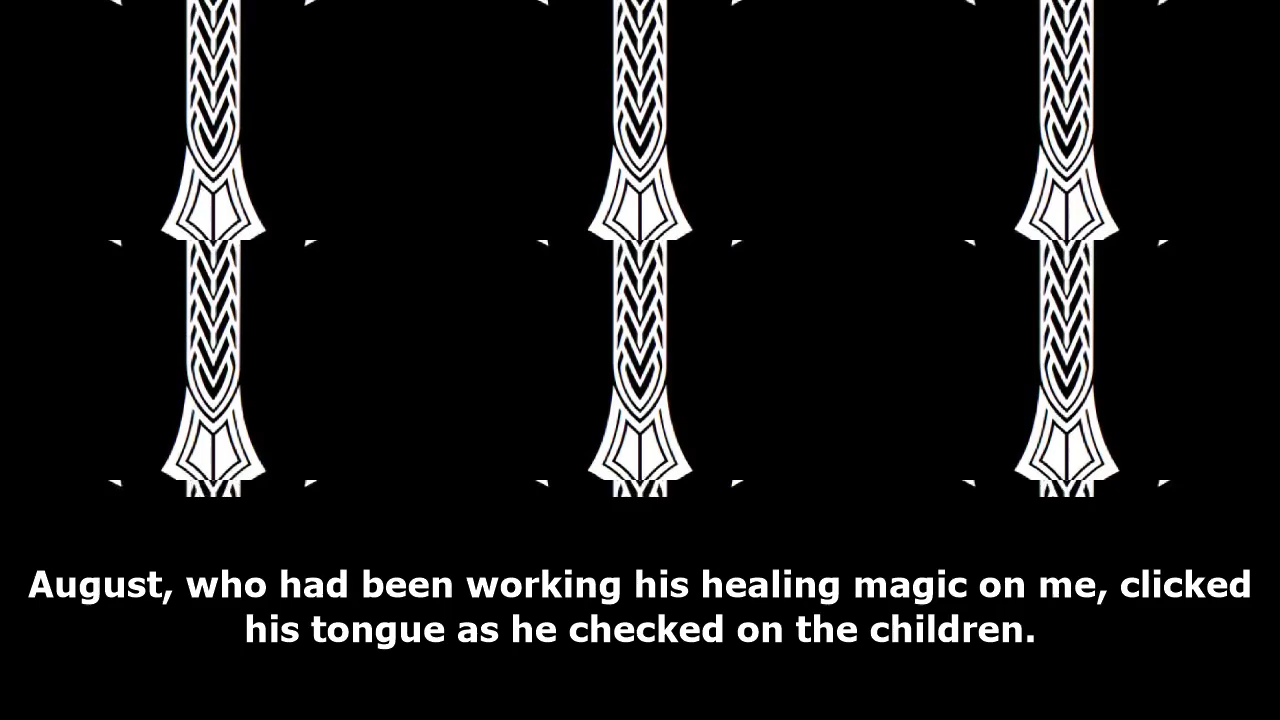 August, who had been working his healing magic on me, clicked
his tongue as he checked on the children.